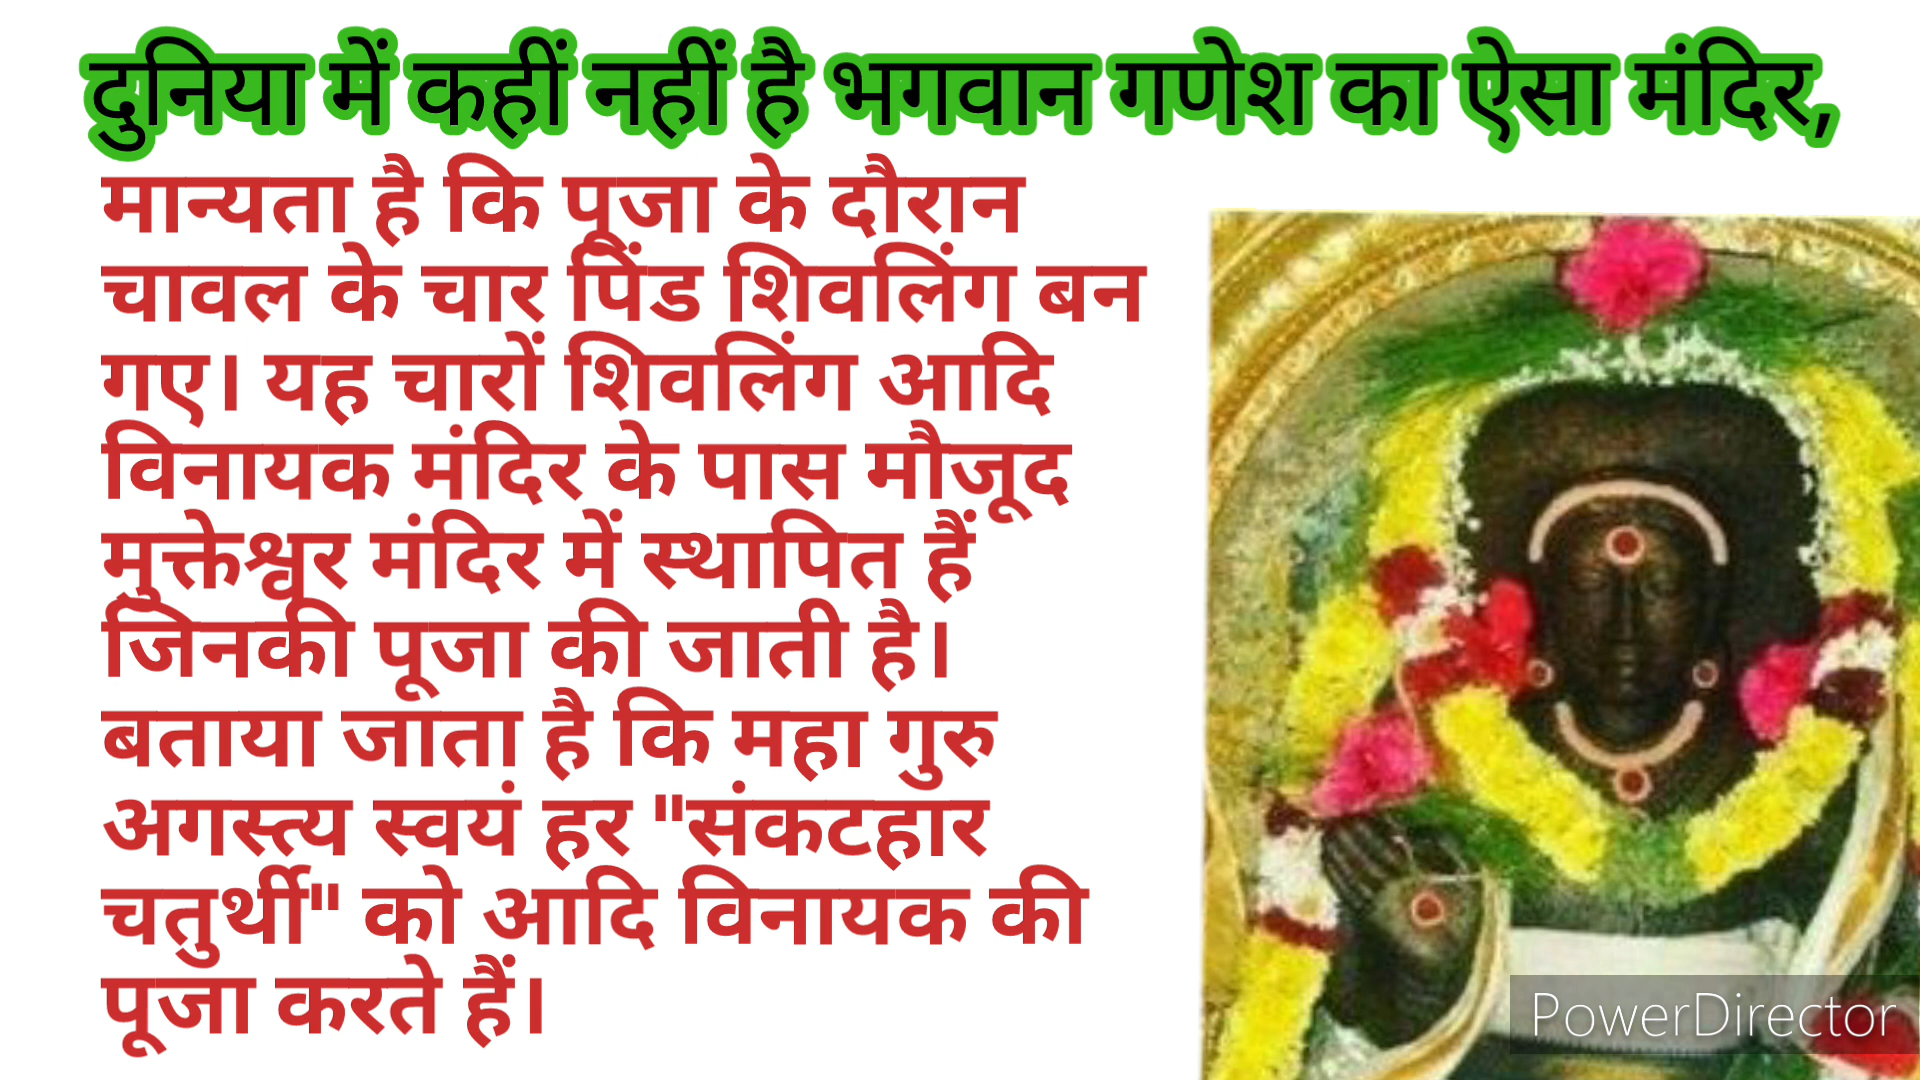 दुनिया में कहीं नहीं है भगवान गणेश का ऐसा मंदिर,
मान्यता है कि पूजा के दौरान
चावल के चार पिंड शिवलिंग बन
गए। यह चारों शिवलिंग आदि
विनायक मंदिर के पास मौजूद
मुक्तेश्वर मंदिर में स्थापित हैं
जिनकी पूजा की जाती है।
बताया जाता है कि महा गुरु
अगस्त्य स्वयं हर "संकटहार
चतुर्थी" को आदि विनायक की
पूजा करते हैं।
PowerDirector